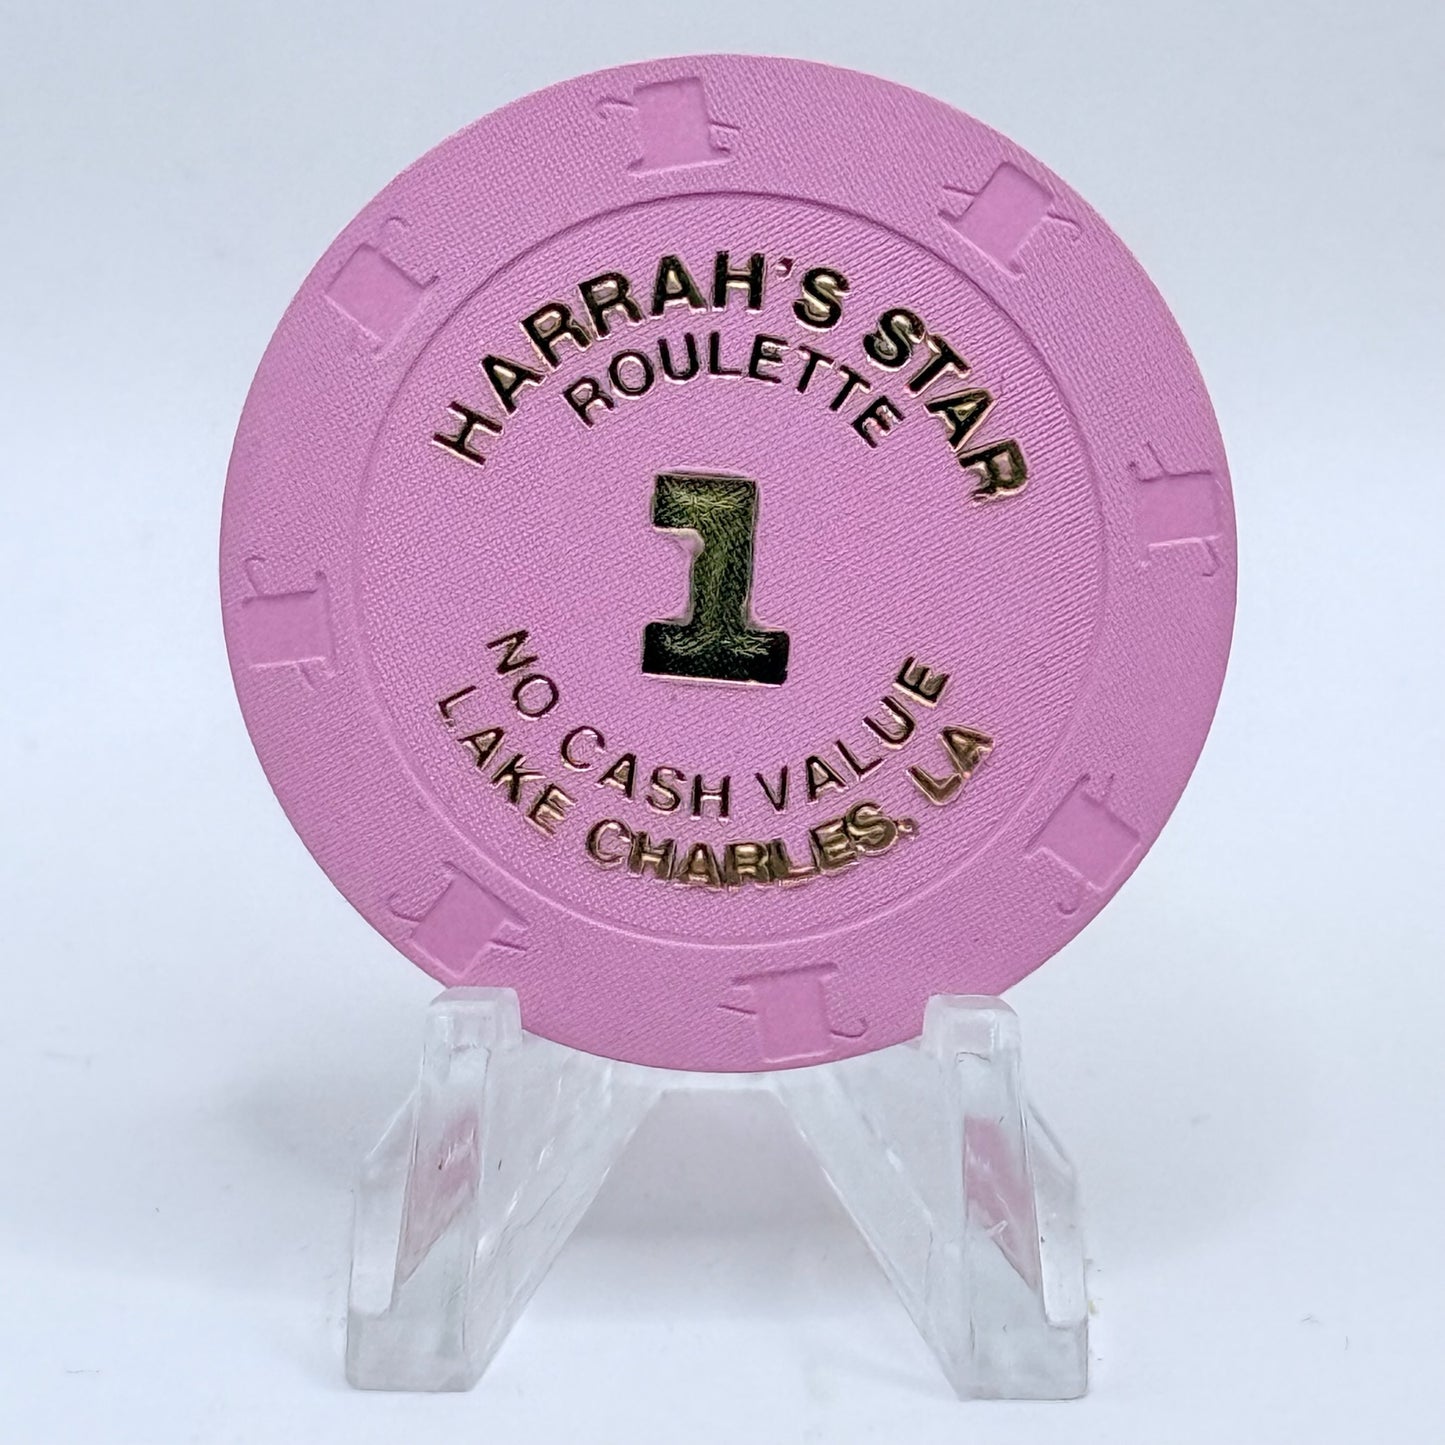 HARRAH'S STAR
ROULETTE
1
NO CASH VALUE
LAKE CHARLES, LA